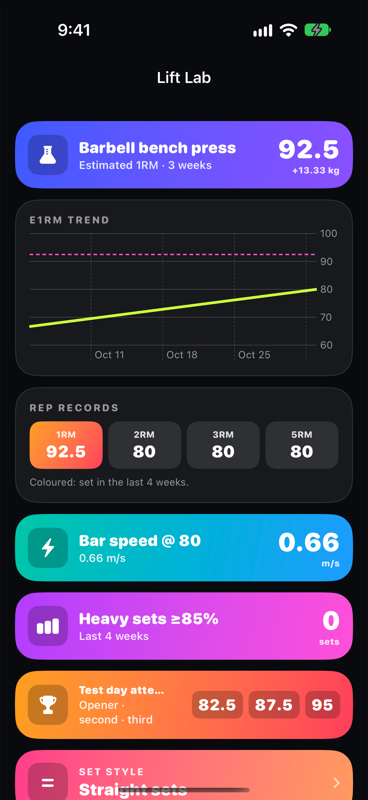 9:41
Lift Lab
Barbell bench press
Estimated 1RM · 3 weeks
92.5
+13.33 kg
E1RM TREND
100
90
80
70
60
Oct 11
Oct 18
Oct 25
REP RECORDS
1RM
92.5
2RM
80
3RM
80
5RM
80
Coloured: set in the last 4 weeks.
Bar speed @ 80
0.66 m/s
0.66
m/s
Heavy sets ≥85%
Last 4 weeks
0
sets
Test day atte...
Opener ·
second · third
82.5
87.5
95
SET STYLE
Straight sets